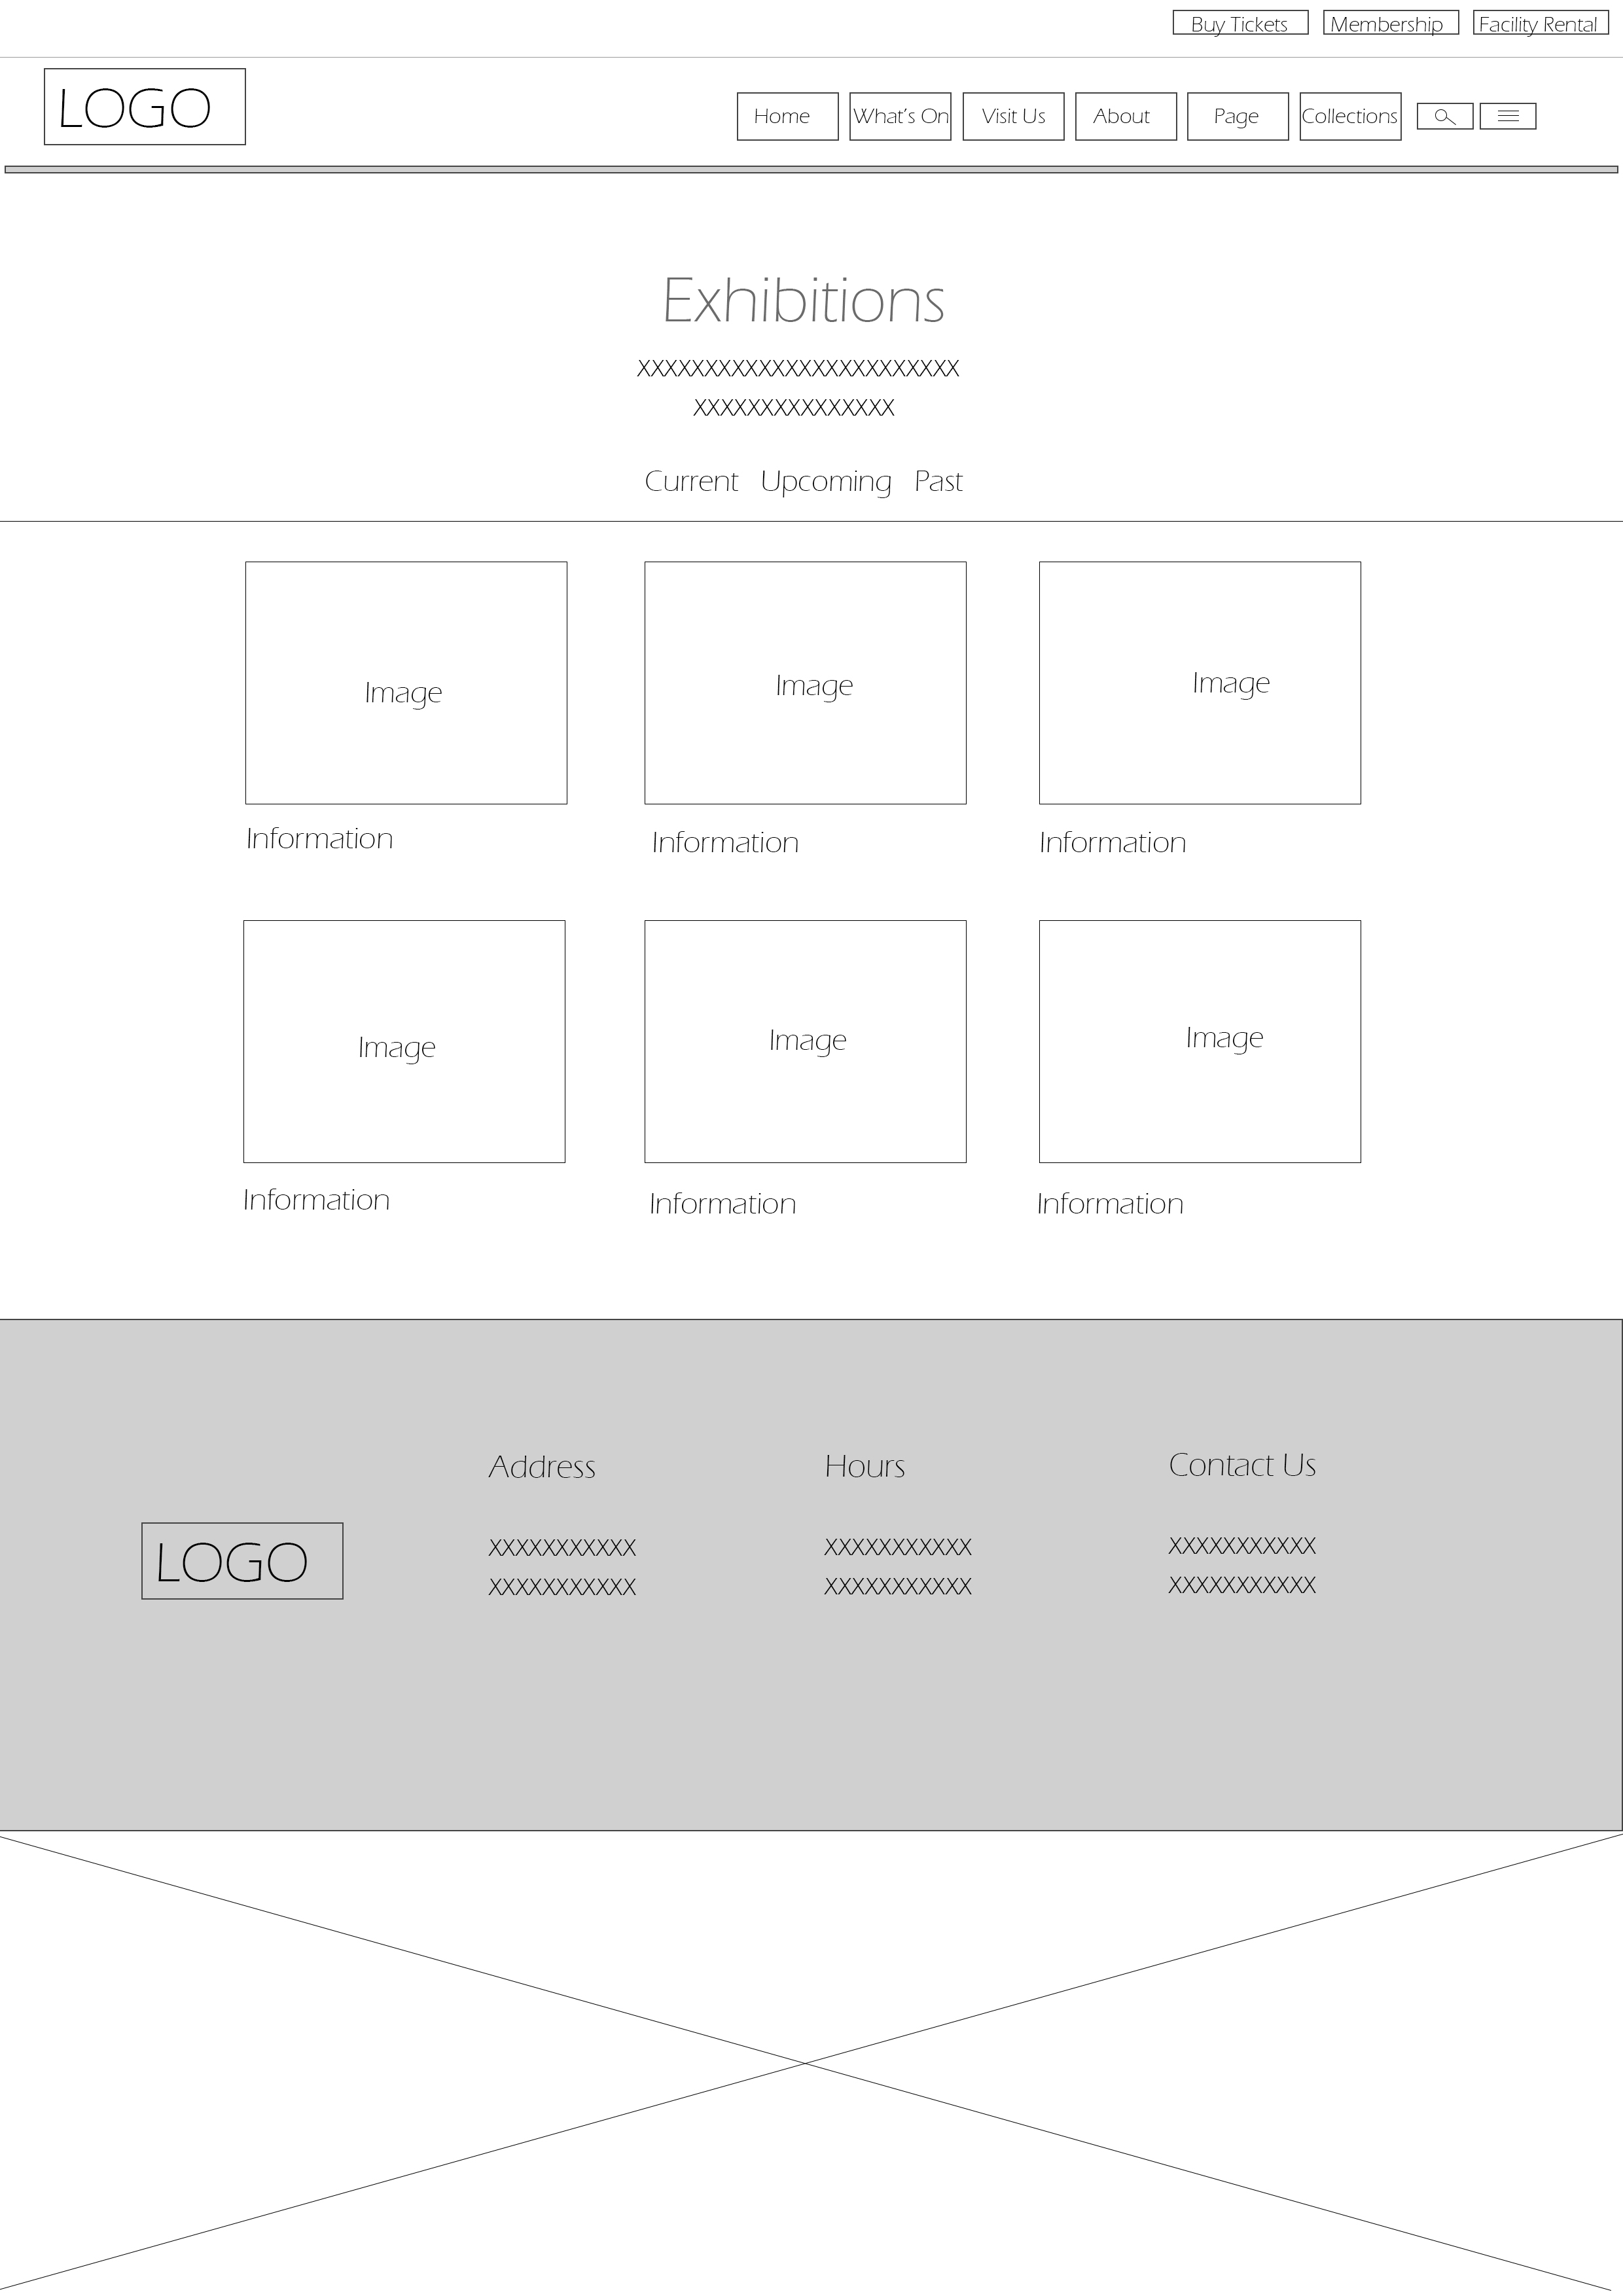 Buy Tickets Membership Facility Rental
LOGO
Home What's On Visit Us About Page Collections
Exhibitions
XXXXXXXXXXXXXXXXXXXXXXXX
XXXXXXXXXXXXXXX
Current Upcoming Past
Image Image Image
Information Information Information
Image Image Image
Information Information Information
Address Hours Contact Us
LOGO
XXXXXXXXXXX XXXXXXXXXXX XXXXXXXXXXX
XXXXXXXXXXX XXXXXXXXXXX XXXXXXXXXXX